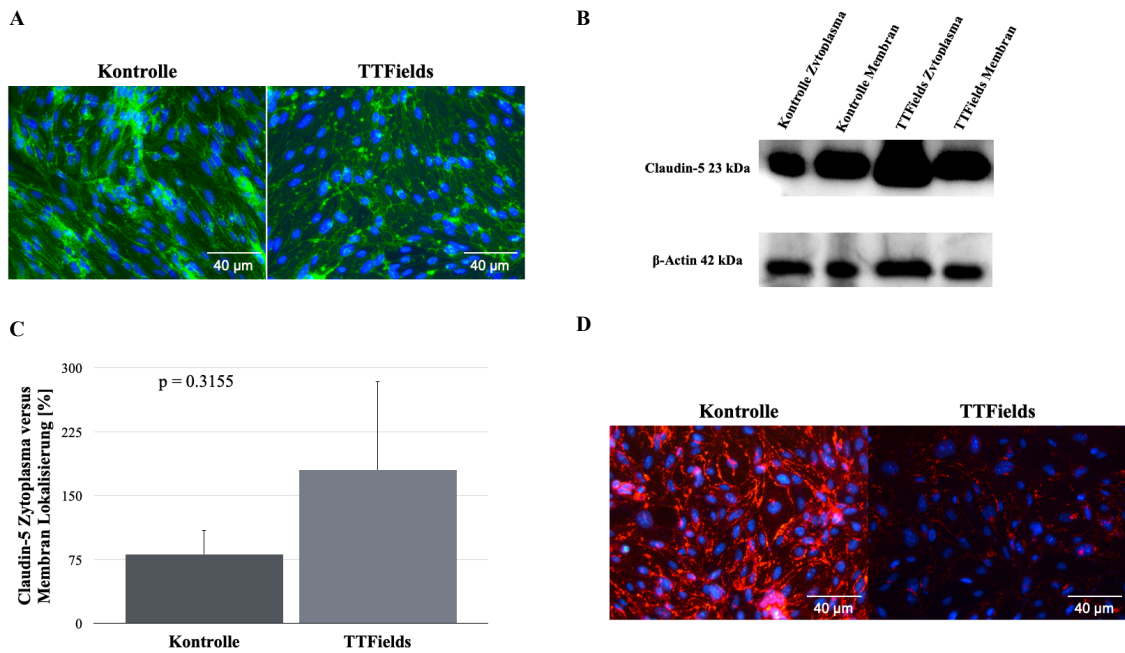 A
Kontrolle
TTFields
40 µm
40 µm
B
Kontrolle Zytoplasma
Kontrolle Membran
TTFields Zytoplasma
TTFields Membran
Claudin-5 23 kDa
β-Actin 42 kDa
C
Claudin-5 Zytoplasma versus
Membran Lokalisierung [%]
300
225
150
75
0
p = 0.3155
Kontrolle
TTFields
D
Kontrolle
TTFields
40 µm
40 µm